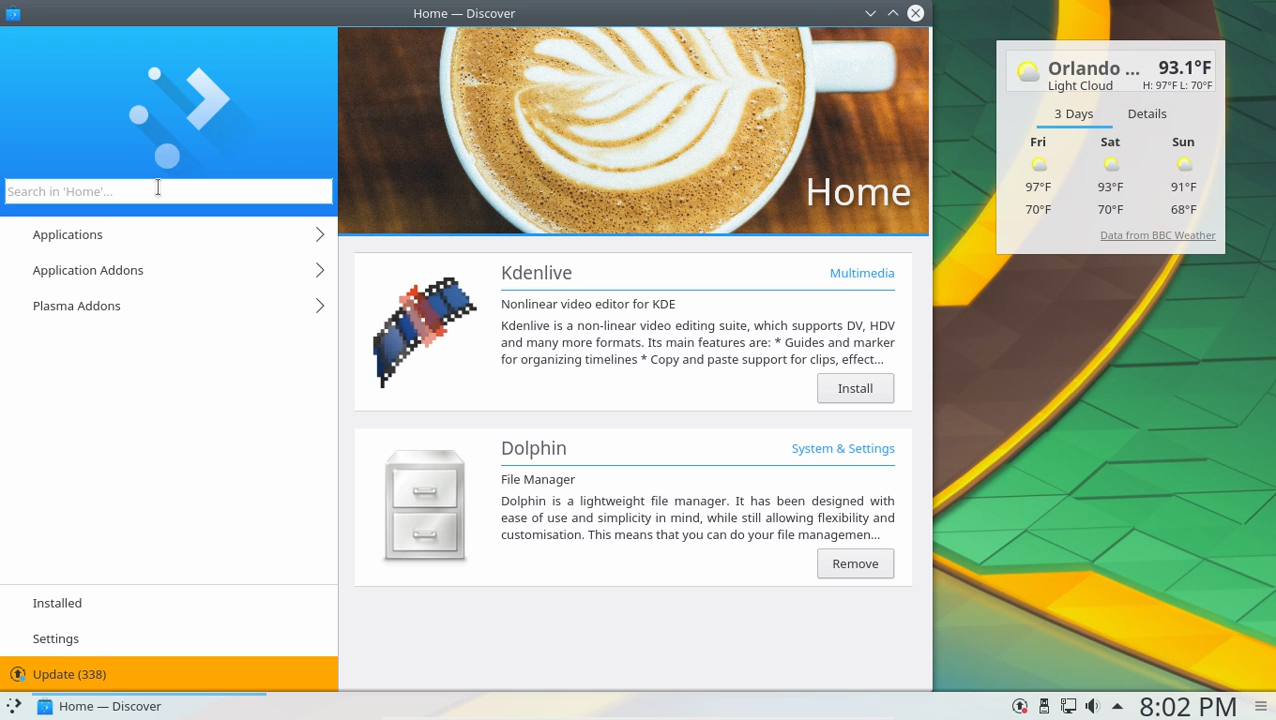 Home — Discover
Search in 'Home'...
Applications
Application Addons
Plasma Addons
Installed
Settings
Update (338)
Home
Kdenlive
Multimedia
Nonlinear video editor for KDE
Kdenlive is a non-linear video editing suite, which supports DV, HDV
and many more formats. Its main features are: * Guides and marker
for organizing timelines * Copy and paste support for clips, effect...
Install
Dolphin
System & Settings
File Manager
Dolphin is a lightweight file manager. It has been designed with
ease of use and simplicity in mind, while still allowing flexibility and
customisation. This means that you can do your file managemen...
Remove
Orlando ...
93.1°F
Light Cloud
H: 97°F L: 70°F
3 Days
Details
Fri Sat Sun
97°F 93°F 91°F
70°F 70°F 68°F
Data from BBC Weather
Home — Discover
8:02 PM